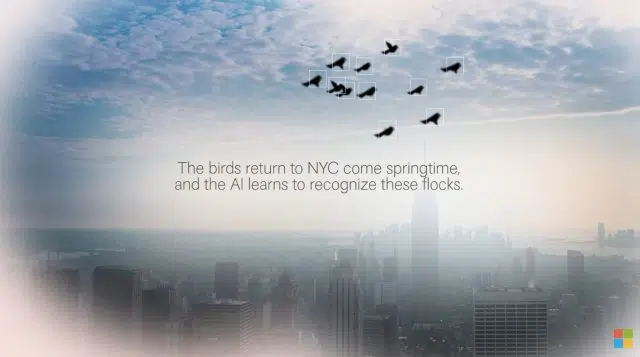 The birds return to NYC come springtime,
and the AI learns to recognize these flocks.